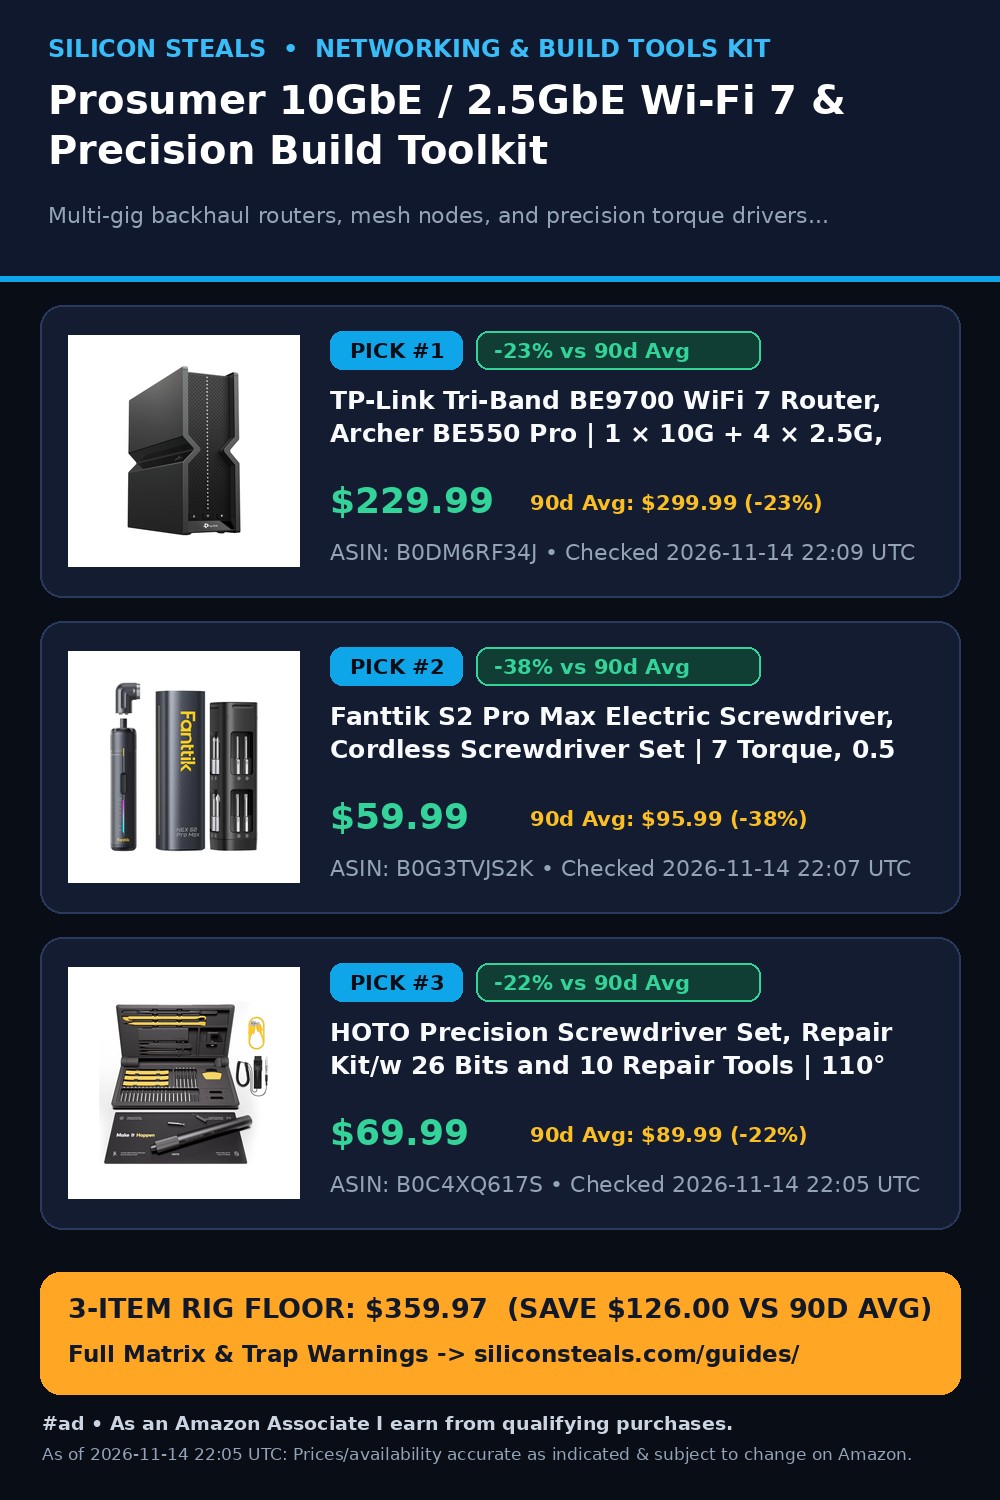 SILICON STEALS • NETWORKING & BUILD TOOLS KIT
Prosumer 10GbE / 2.5GbE Wi-Fi 7 &
Precision Build Toolkit
Multi-gig backhaul routers, mesh nodes, and precision torque drivers...
PICK #1
-23% vs 90d Avg
TP-Link Tri-Band BE9700 WiFi 7 Router,
Archer BE550 Pro | 1 × 10G + 4 × 2.5G,
$229.99
90d Avg: $299.99 (-23%)
ASIN: B0DM6RF34J • Checked 2026-11-14 22:09 UTC
Fanttik
NEX S2
Pro Max
Fanttik
PICK #2
-38% vs 90d Avg
Fanttik S2 Pro Max Electric Screwdriver,
Cordless Screwdriver Set | 7 Torque, 0.5
$59.99
90d Avg: $95.99 (-38%)
ASIN: B0G3TVJS2K • Checked 2026-11-14 22:07 UTC
Make It Happen
PICK #3
-22% vs 90d Avg
HOTO Precision Screwdriver Set, Repair
Kit/w 26 Bits and 10 Repair Tools | 110°
$69.99
90d Avg: $89.99 (-22%)
ASIN: B0C4XQ617S • Checked 2026-11-14 22:05 UTC
3-ITEM RIG FLOOR: $359.97 (SAVE $126.00 VS 90D AVG)
Full Matrix & Trap Warnings -> siliconsteals.com/guides/
#ad • As an Amazon Associate I earn from qualifying purchases.
As of 2026-11-14 22:05 UTC: Prices/availability accurate as indicated & subject to change on Amazon.